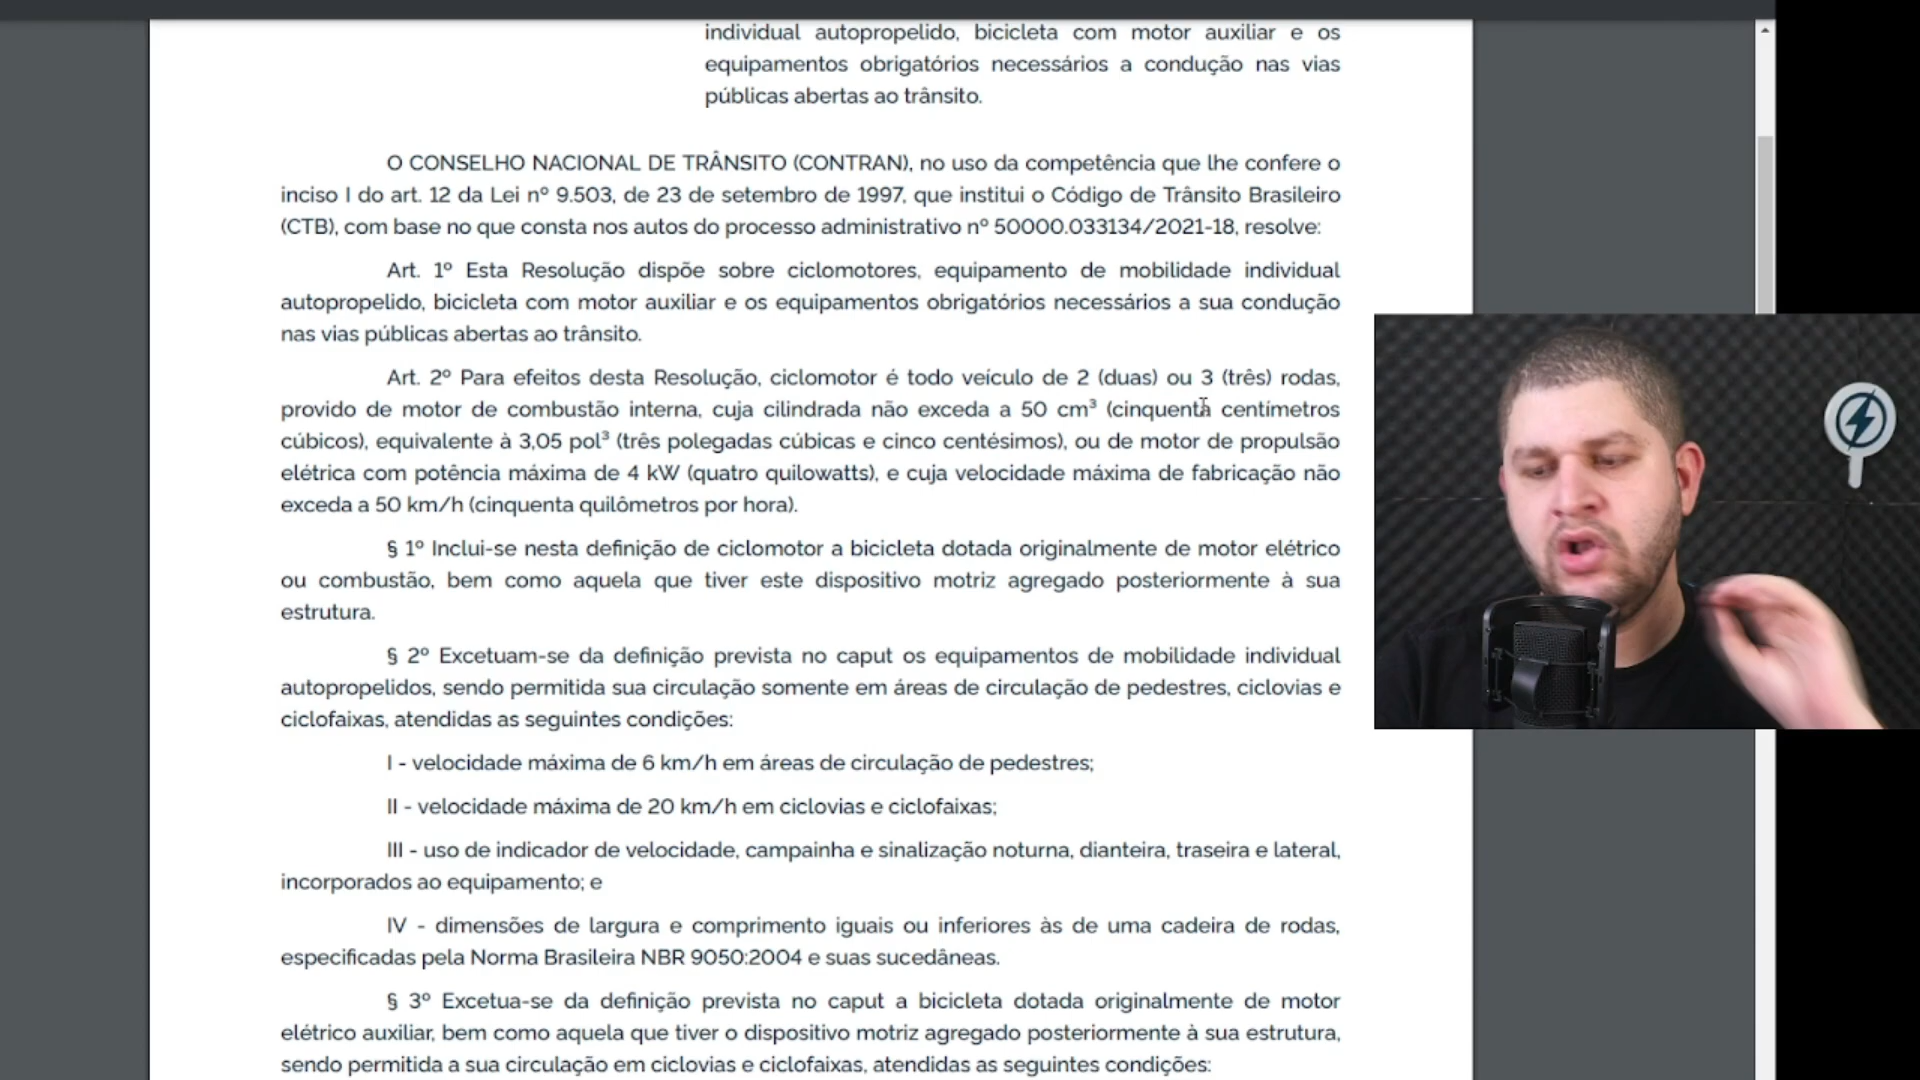 individual autopropelido, bicicleta com motor auxiliar e os
equipamentos obrigatórios necessários a condução nas vias
públicas abertas ao trânsito.
O CONSELHO NACIONAL DE TRÂNSITO (CONTRAN), no uso da competência que lhe confere o
inciso I do art. 12 da Lei nº 9.503, de 23 de setembro de 1997, que institui o Código de Trânsito Brasileiro
(CTB), com base no que consta nos autos do processo administrativo nº 50000.033134/2021-18, resolve:
Art. 1º Esta Resolução dispõe sobre ciclomotores, equipamento de mobilidade individual
autopropelido, bicicleta com motor auxiliar e os equipamentos obrigatórios necessários a sua condução
nas vias públicas abertas ao trânsito.
Art. 2º Para efeitos desta Resolução, ciclomotor é todo veículo de 2 (duas) ou 3 (três) rodas,
provido de motor de combustão interna, cuja cilindrada não exceda a 50 cm³ (cinquenta centímetros
cúbicos), equivalente à 3,05 pol³ (três polegadas cúbicas e cinco centésimos), ou de motor de propulsão
elétrica com potência máxima de 4 kW (quatro quilowatts), e cuja velocidade máxima de fabricação não
exceda a 50 km/h (cinquenta quilômetros por hora).
§ 1º Inclui-se nesta definição de ciclomotor a bicicleta dotada originalmente de motor elétrico
ou combustão, bem como aquela que tiver este dispositivo motriz agregado posteriormente à sua
estrutura.
§ 2º Excetuam-se da definição prevista no caput os equipamentos de mobilidade individual
autopropelidos, sendo permitida sua circulação somente em áreas de circulação de pedestres, ciclovias e
ciclofaixas, atendidas as seguintes condições:
I - velocidade máxima de 6 km/h em áreas de circulação de pedestres;
II - velocidade máxima de 20 km/h em ciclovias e ciclofaixas;
III - uso de indicador de velocidade, campainha e sinalização noturna, dianteira, traseira e lateral,
incorporados ao equipamento; e
IV - dimensões de largura e comprimento iguais ou inferiores às de uma cadeira de rodas,
especificadas pela Norma Brasileira NBR 9050:2004 e suas sucedâneas.
§ 3º Excetua-se da definição prevista no caput a bicicleta dotada originalmente de motor
elétrico auxiliar, bem como aquela que tiver o dispositivo motriz agregado posteriormente à sua estrutura,
sendo permitida a sua circulação em ciclovias e ciclofaixas, atendidas as seguintes condições: